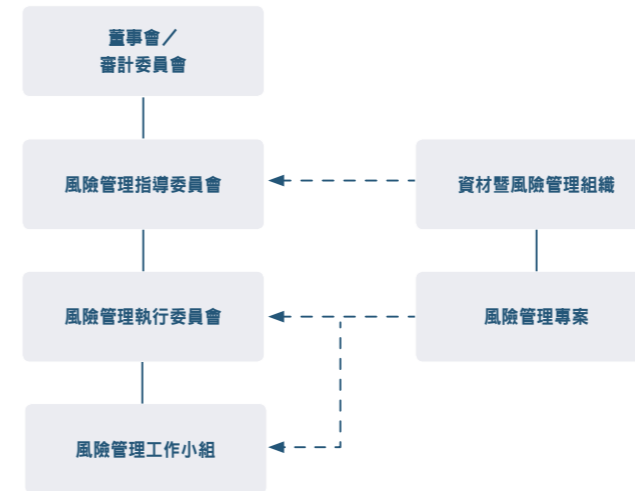 董事會／
審計委員會
風險管理指導委員會
資材暨風險管理組織
風險管理執行委員會
風險管理專案
風險管理工作小組